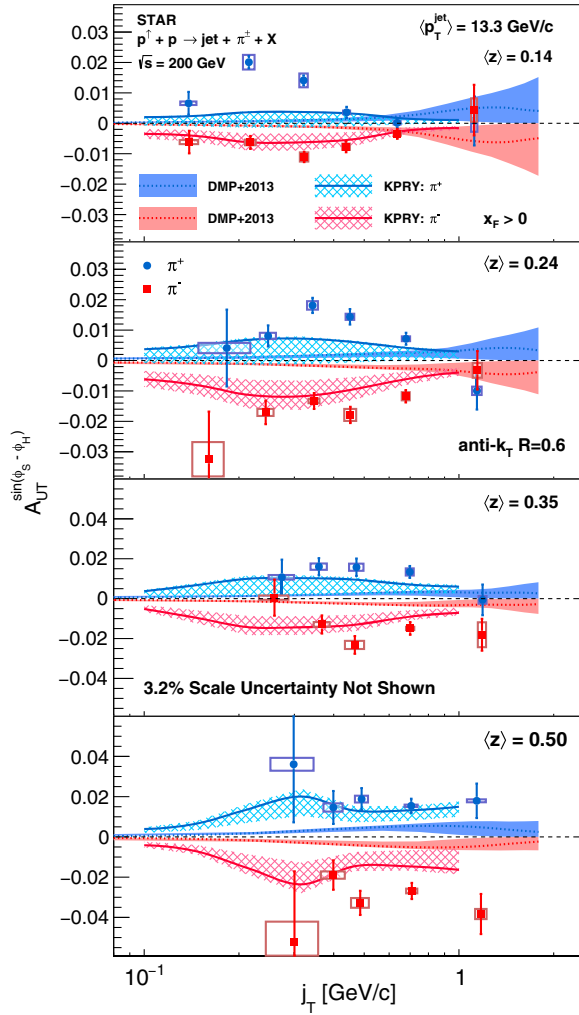 STAR
p↑ + p → jet + π± + X
√s = 200 GeV
⟨p_T^jet⟩ = 13.3 GeV/c
⟨z⟩ = 0.14
0.03
0.02
0.01
0
−0.01
−0.02
−0.03
DMP+2013
KPRY: π⁺
DMP+2013
KPRY: π⁻
x_F > 0
π⁺
π⁻
⟨z⟩ = 0.24
0.03
0.02
0.01
0
−0.01
−0.02
−0.03
anti-k_T R=0.6
A_UT^sin(φ_S - φ_H)
⟨z⟩ = 0.35
0.04
0.02
0
−0.02
−0.04
3.2% Scale Uncertainty Not Shown
⟨z⟩ = 0.50
0.04
0.02
0
−0.02
−0.04
10⁻¹
1
j_T [GeV/c]